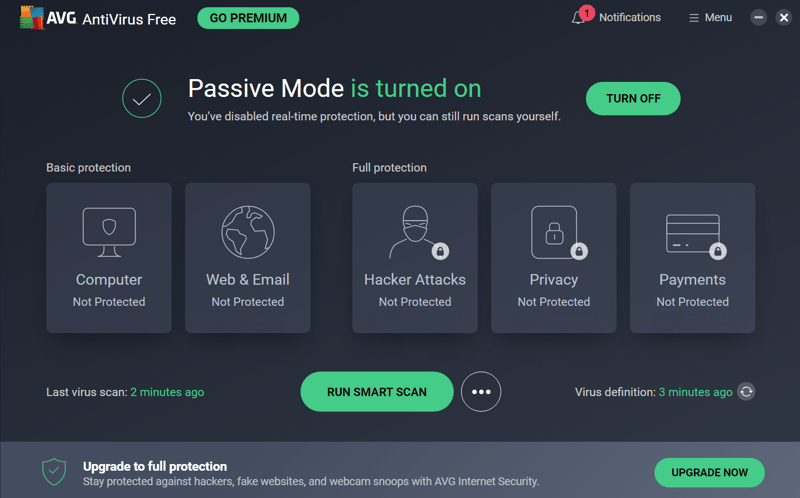 AVG AntiVirus Free GO PREMIUM 1 Notifications Menu
Passive Mode is turned on
You've disabled real-time protection, but you can still run scans yourself.
TURN OFF
Basic protection
Full protection
Computer
Not Protected
Web & Email
Not Protected
Hacker Attacks
Not Protected
Privacy
Not Protected
Payments
Not Protected
Last virus scan: 2 minutes ago
RUN SMART SCAN
Virus definition: 3 minutes ago
Upgrade to full protection
Stay protected against hackers, fake websites, and webcam snoops with AVG Internet Security.
UPGRADE NOW